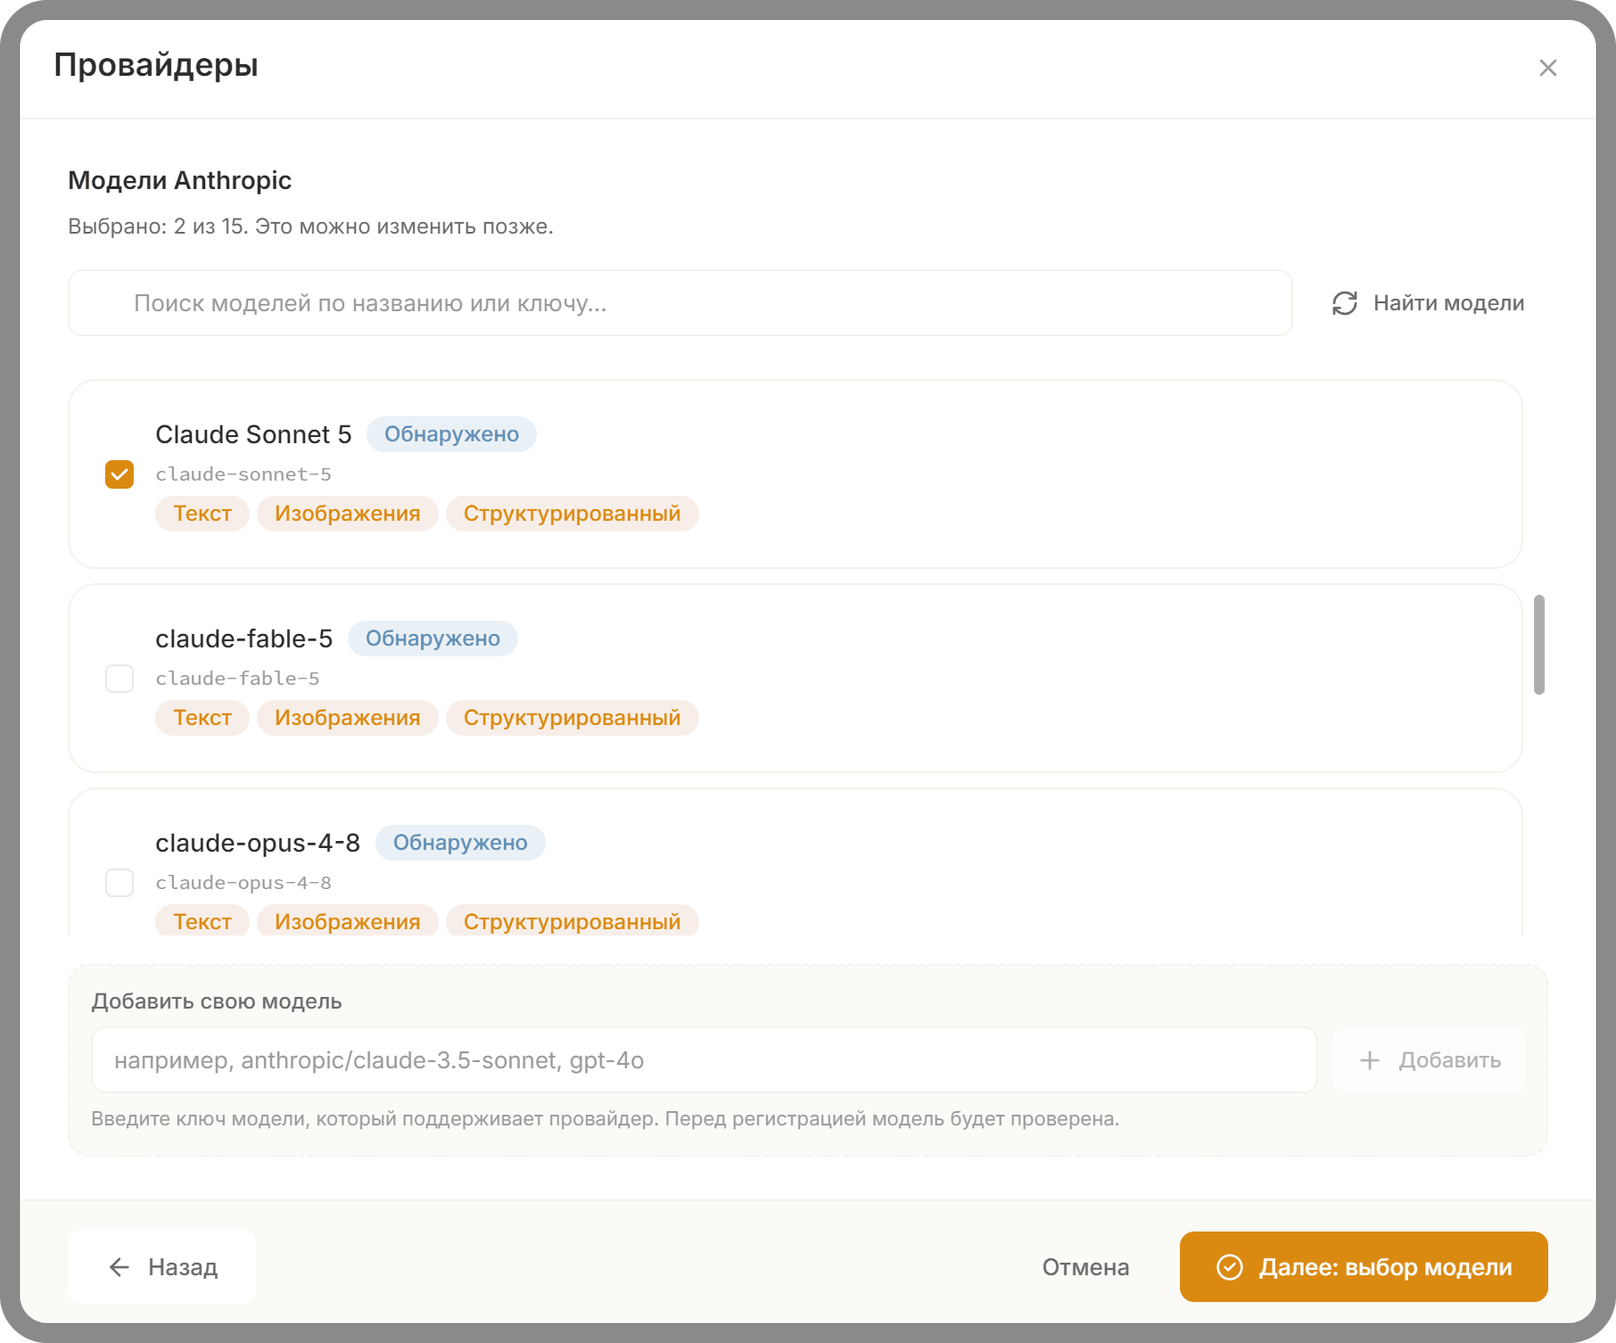 Провайдеры
Модели Anthropic
Выбрано: 2 из 15. Это можно изменить позже.
Поиск моделей по названию или ключу...
Найти модели
Claude Sonnet 5 Обнаружено
claude-sonnet-5
Текст Изображения Структурированный
claude-fable-5 Обнаружено
claude-fable-5
Текст Изображения Структурированный
claude-opus-4-8 Обнаружено
claude-opus-4-8
Текст Изображения Структурированный
Добавить свою модель
например, anthropic/claude-3.5-sonnet, gpt-4o
Добавить
Введите ключ модели, который поддерживает провайдер. Перед регистрацией модель будет проверена.
Назад
Отмена
Далее: выбор модели